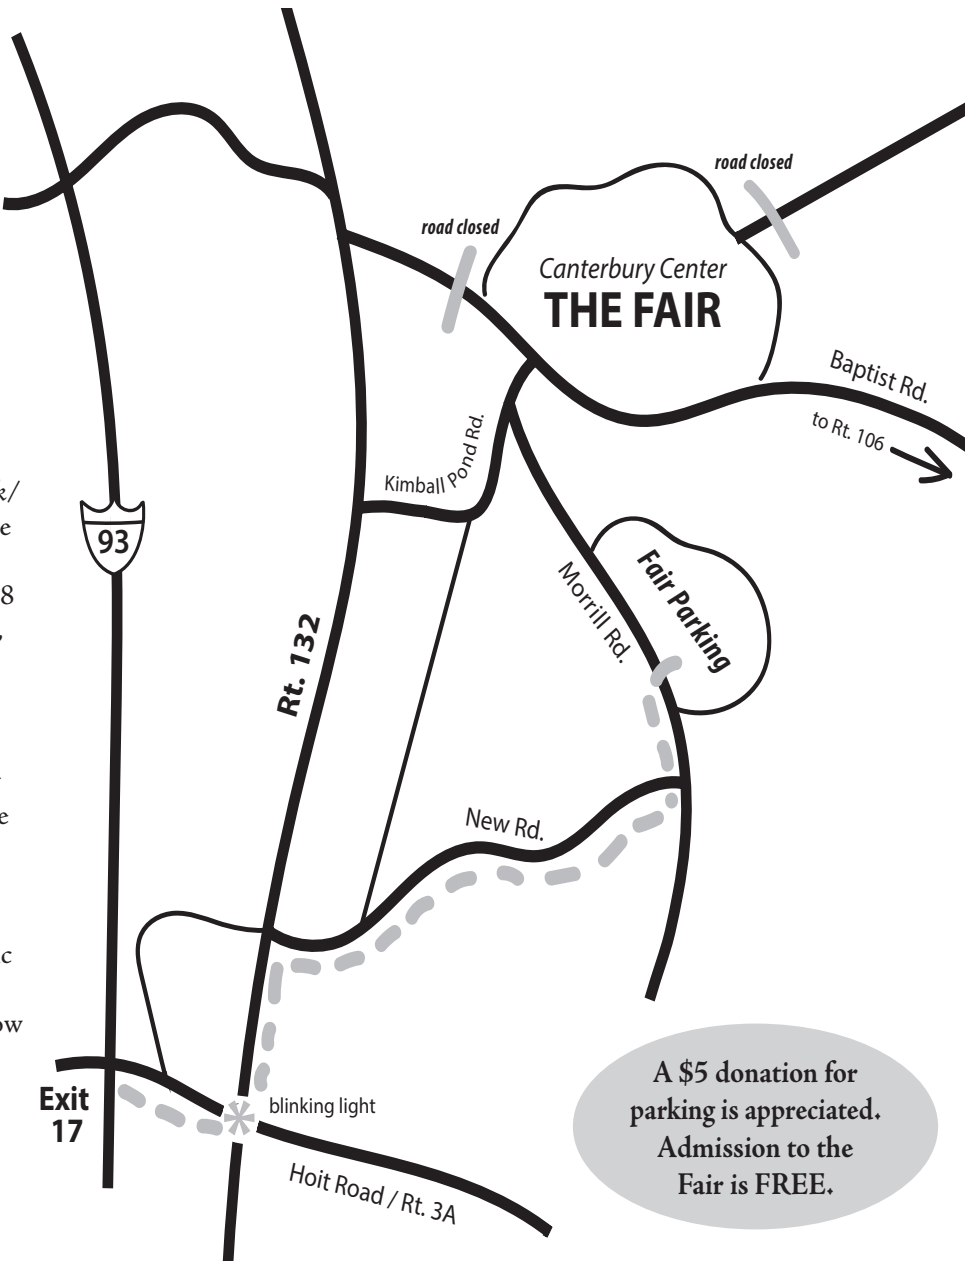 road closed
road closed
Canterbury Center
THE FAIR
Baptist Rd.
to Rt. 106
Kimball Pond Rd.
93
Fair Parking
Morrill Rd.
Rt. 132
New Rd.
Exit
17
blinking light
Hoit Road / Rt. 3A
A $5 donation for
parking is appreciated.
Admission to the
Fair is FREE.